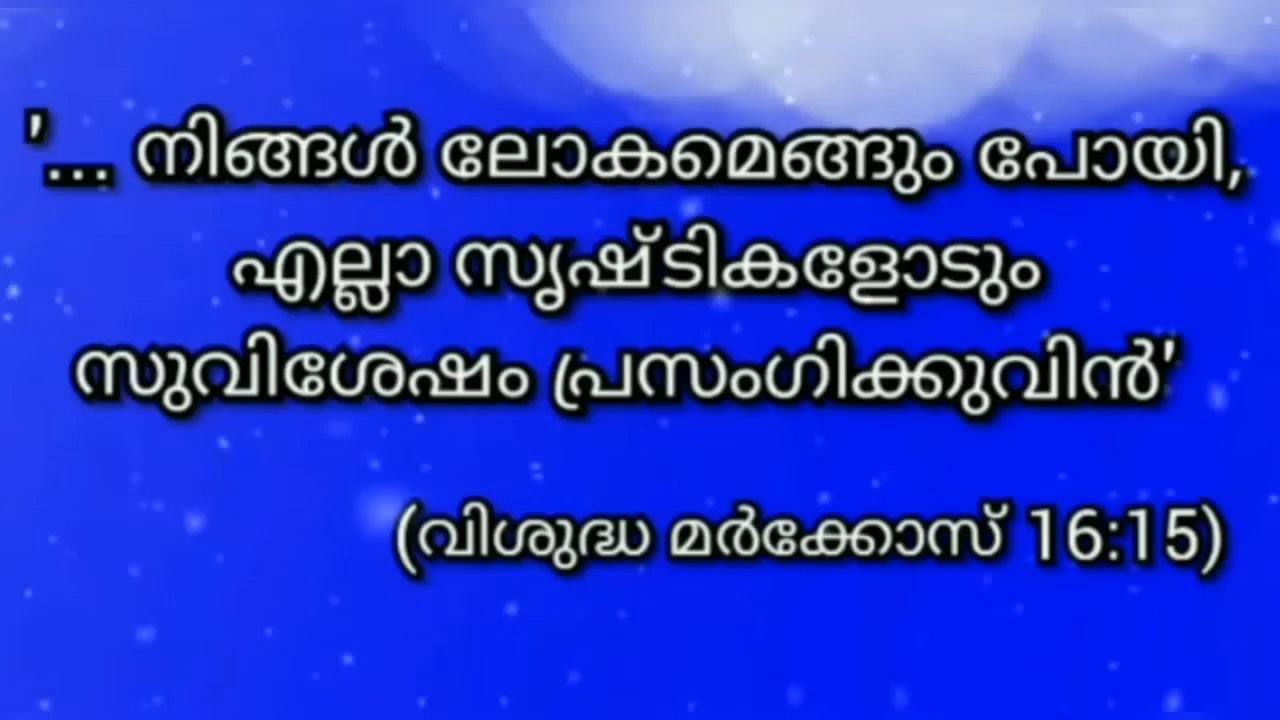 '... നിങ്ങൾ ലോകമെങ്ങും പോയി,
എല്ലാ സൃഷ്ടികളോടും
സുവിശേഷം പ്രസംഗിക്കുവിൻ'
(വിശുദ്ധ മർക്കോസ് 16:15)